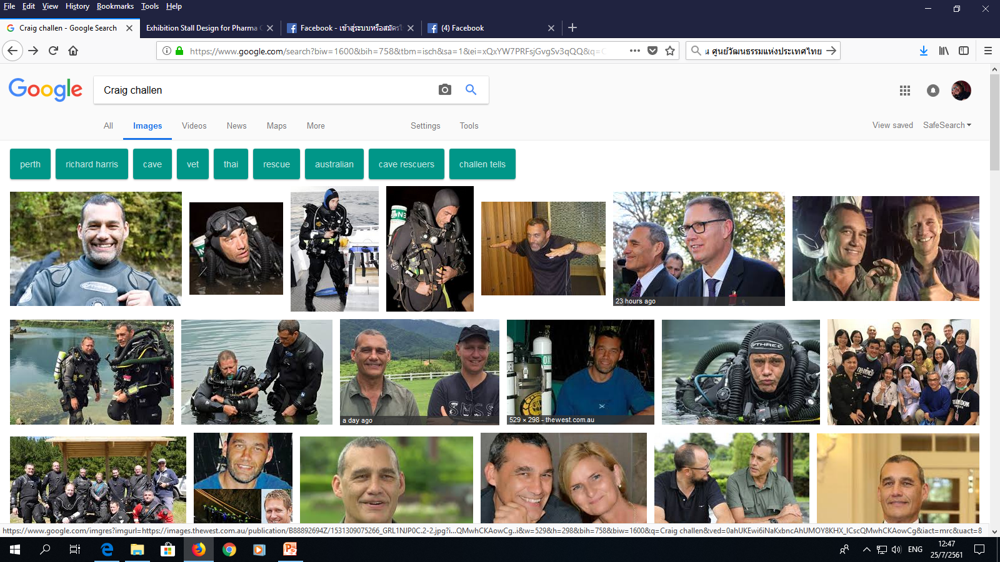 File Edit View History Bookmarks Tools Help
Craig challen - Google Search
Exhibition Stall Design for Pharma C
Facebook - เข้าสู่ระบบหรือสมัครใ
(4) Facebook
https://www.google.com/search?biw=1600&bih=758&tbm=isch&sa=1&ei=xQxYW7PRFsjGvgSv3qQQ&q=C
น ศูนย์วัฒนธรรมแห่งประเทศไทย
Google
Craig challen
All Images Videos News Maps More Settings Tools
View saved SafeSearch
perth
richard harris
cave
vet
thai
rescue
australian
cave rescuers
challen tells
23 hours ago
THREE
a day ago
529 × 298 - thewest.com.au
https://www.google.com/imgres?imgurl=https://images.thewest.com.au/publication/B88892694Z/1531309075266_GRL1NJP0C.2-2.jpg?i...QMwhCKAowCg..i&w=529&h=298&bih=758&biw=1600&q=Craig challen&ved=0ahUKEwi6iNaKxbncAhUMOY8KHX_ICscQMwhCKAowCg&iact=mrc&uact=8
ENG
12:47
25/7/2561